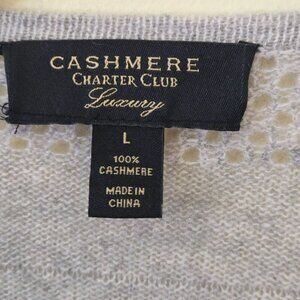 CASHMERE
CHARTER CLUB
Luxury
L
100%
CASHMERE
MADE IN
CHINA